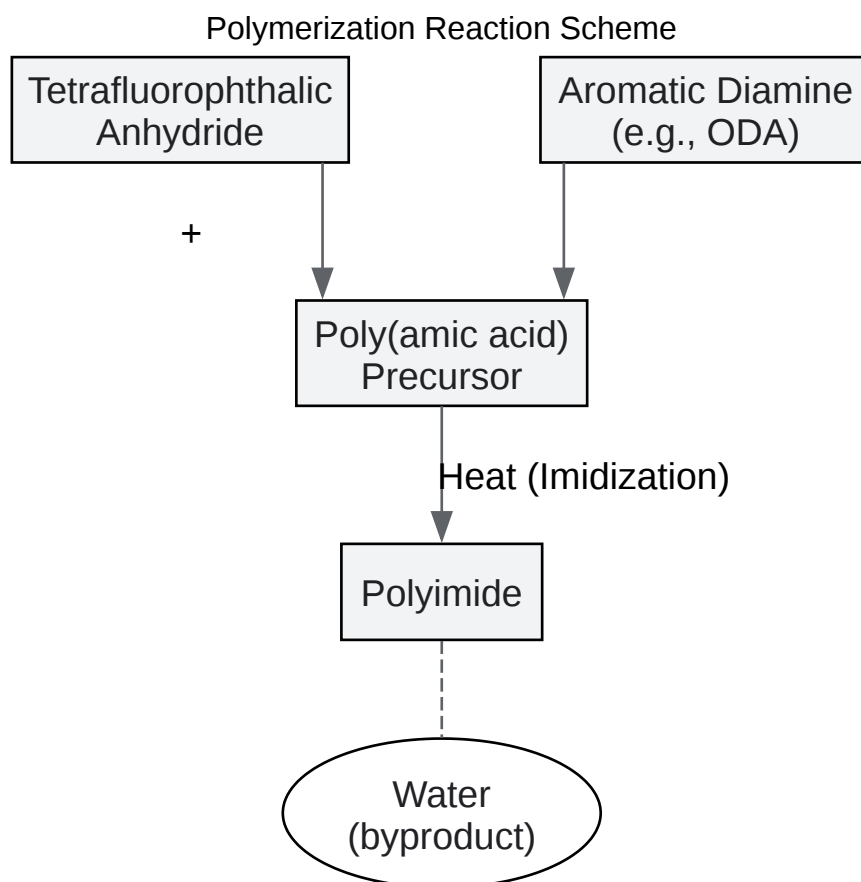 Polymerization Reaction Scheme
Tetrafluorophthalic
Anhydride
Aromatic Diamine
(e.g., ODA)
+
Poly(amic acid)
Precursor
Heat (Imidization)
Polyimide
Water
(byproduct)